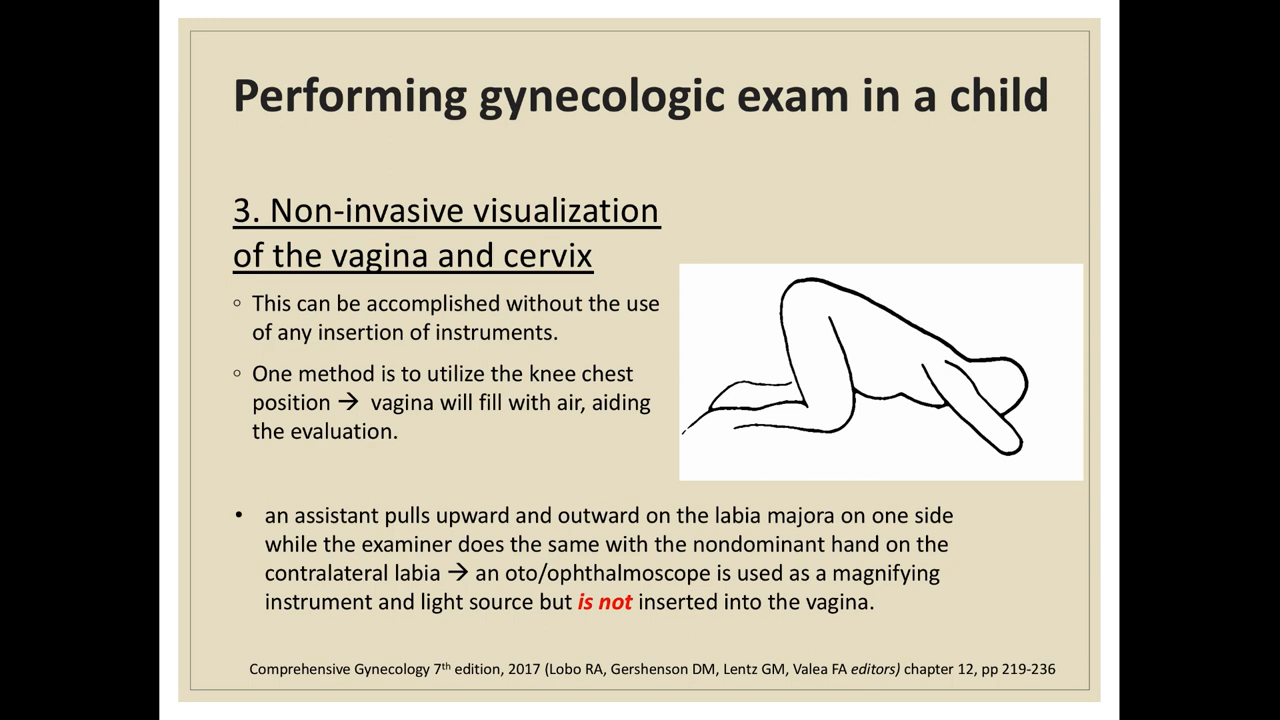 Performing gynecologic exam in a child
3. Non-invasive visualization
of the vagina and cervix
◦ This can be accomplished without the use
of any insertion of instruments.
◦ One method is to utilize the knee chest
position → vagina will fill with air, aiding
the evaluation.
• an assistant pulls upward and outward on the labia majora on one side
while the examiner does the same with the nondominant hand on the
contralateral labia → an oto/ophthalmoscope is used as a magnifying
instrument and light source but is not inserted into the vagina.
Comprehensive Gynecology 7th edition, 2017 (Lobo RA, Gershenson DM, Lentz GM, Valea FA editors) chapter 12, pp 219-236